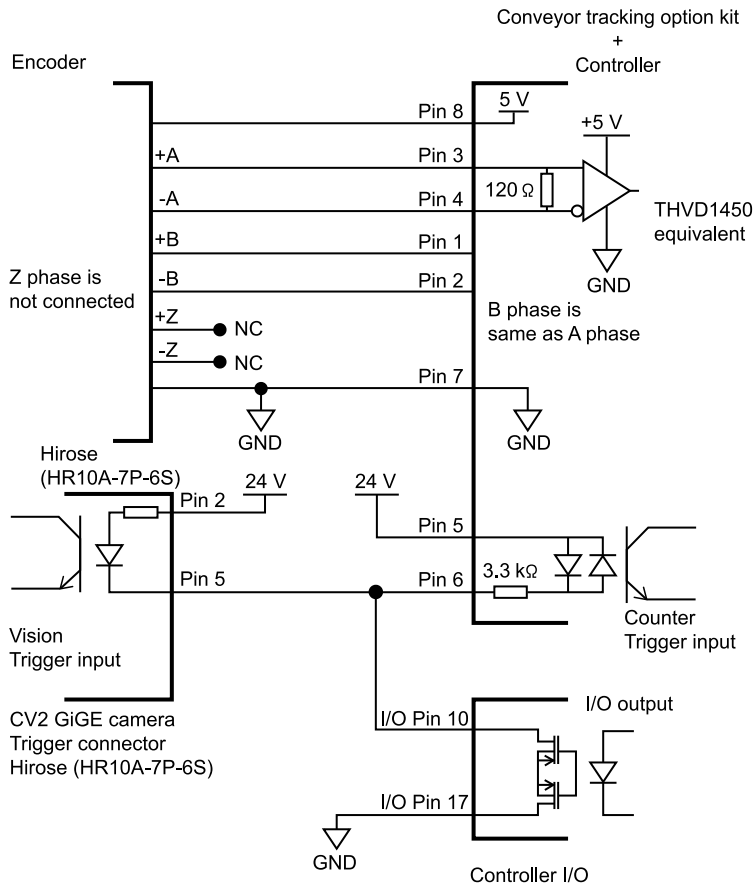 Conveyor tracking option kit
+
Controller
Encoder
Pin 8
5 V
+5 V
+A
Pin 3
120 Ω
-A
Pin 4
THVD1450
equivalent
+B
Pin 1
GND
Z phase is
not connected
-B
Pin 2
B phase is
same as A phase
+Z
NC
-Z
NC
Pin 7
GND
GND
Hirose
(HR10A-7P-6S)
Pin 2
24 V
24 V
Pin 5
Pin 5
Pin 6
3.3 kΩ
Vision
Trigger input
Counter
Trigger input
CV2 GiGE camera
Trigger connector
Hirose (HR10A-7P-6S)
I/O Pin 10
I/O output
I/O Pin 17
GND
Controller I/O